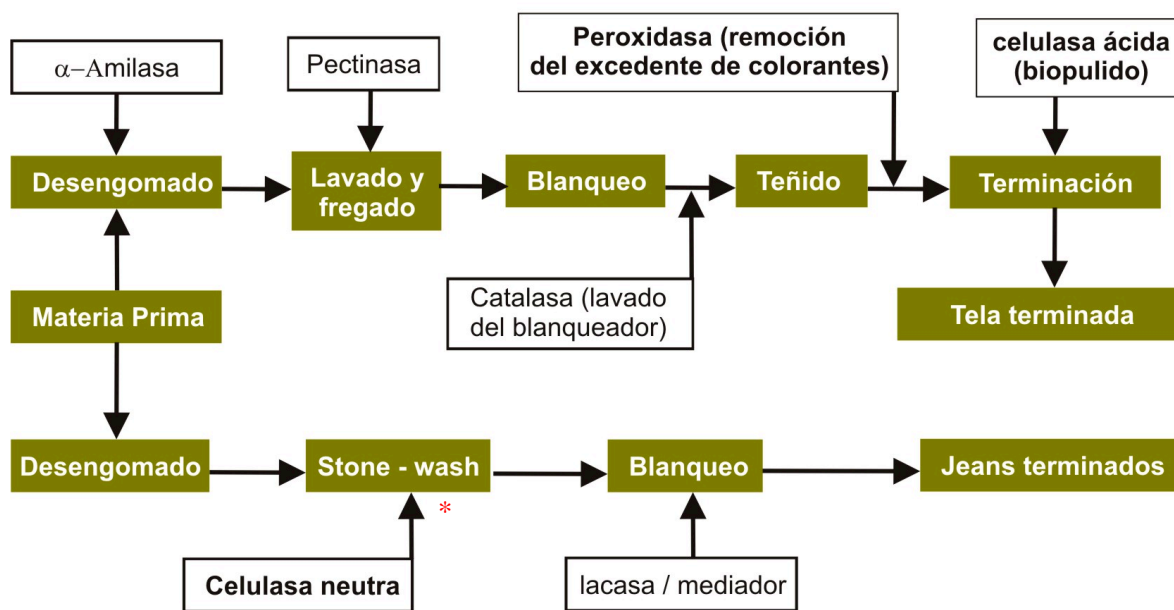 α–Amilasa
Pectinasa
Peroxidasa (remoción
del excedente de colorantes)
celulasa ácida
(biopulido)
Desengomado
Lavado y
fregado
Blanqueo
Teñido
Terminación
Materia Prima
Catalasa (lavado
del blanqueador)
Tela terminada
Desengomado
Stone - wash
Blanqueo
Jeans terminados
*
Celulasa neutra
lacasa / mediador